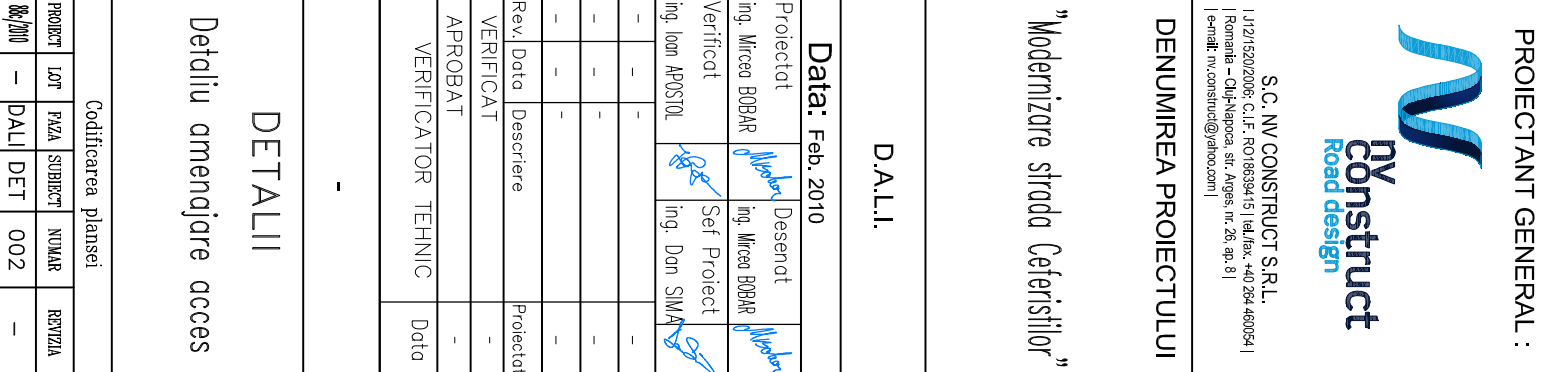 PROIECTANT GENERAL :
nv
construct
Road design
S.C. NV CONSTRUCT S.R.L.
| J12/1520/2006; C.I.F. RO18639415 | tel./fax. +40 264 460054 |
| Romania – Cluj-Napoca, str. Arges, nr. 26, ap. 8 |
| e-mail: nv.construct@yahoo.com |
DENUMIREA PROIECTULUI
"Modernizare strada Ceferistilor"
D.A.L.I.
Data: Feb. 2010
Proiectat Desenat
ing. Mircea BOBAR ing. Mircea BOBAR
Verificat Sef Proiect
ing. Ioan APOSTOL ing. Dan SIMA
- - -
- - - -
- - - -
Rev. Data Descriere Proiectat
VERIFICAT -
APROBAT -
VERIFICATOR TEHNIC Data
-
DETALII
Detaliu amenajare acces
Codificarea plansei
PROIECT LOT FAZA SUBIECT NUMAR REVIZIA
88c/2010 - DALI DET 002 -